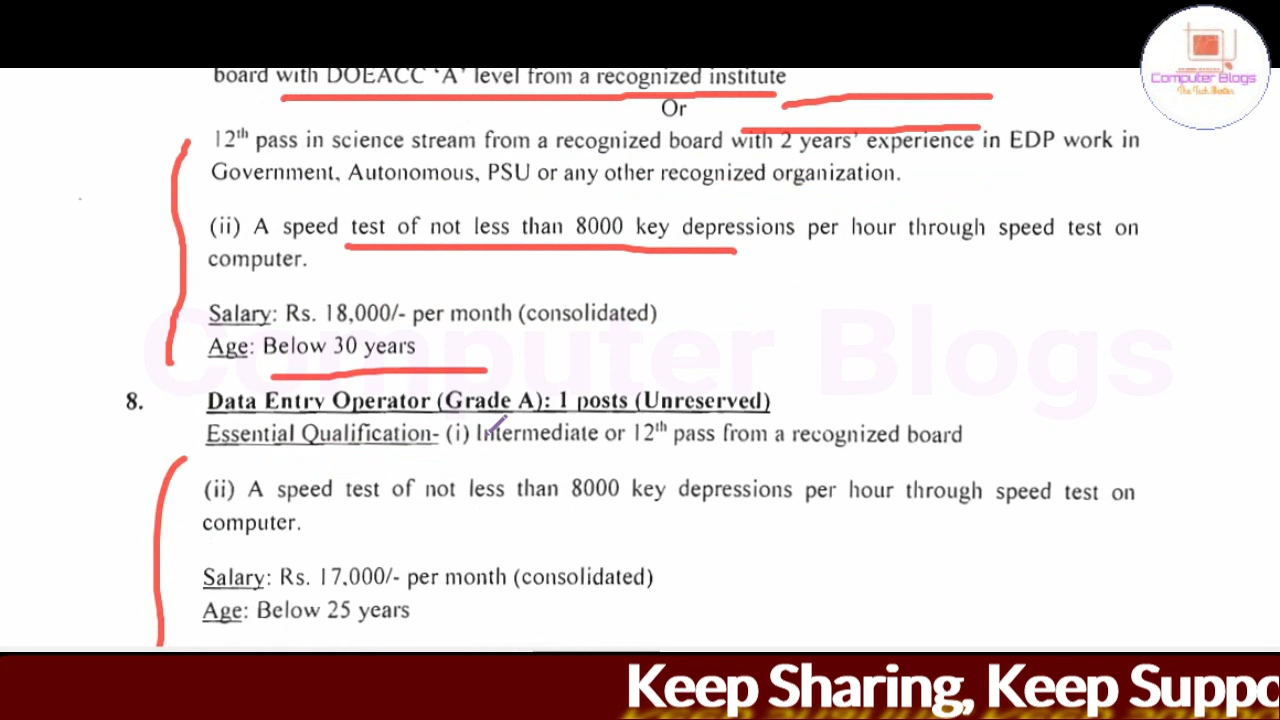 Computer Blogs
The Tech Master
board with DOEACC 'A' level from a recognized institute
Or
12th pass in science stream from a recognized board with 2 years' experience in EDP work in
Government, Autonomous, PSU or any other recognized organization.
(ii) A speed test of not less than 8000 key depressions per hour through speed test on
computer.
Salary: Rs. 18,000/- per month (consolidated)
Age: Below 30 years
Computer Blogs
8. Data Entry Operator (Grade A): 1 posts (Unreserved)
Essential Qualification- (i) Intermediate or 12th pass from a recognized board
(ii) A speed test of not less than 8000 key depressions per hour through speed test on
computer.
Salary: Rs. 17,000/- per month (consolidated)
Age: Below 25 years
Keep Sharing, Keep Suppo